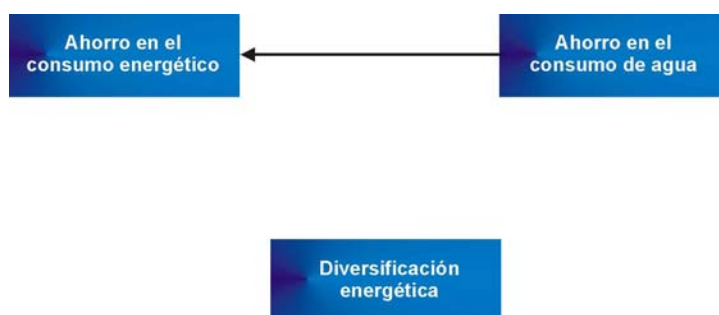 Ahorro en el
consumo energético
Ahorro en el
consumo de agua
Diversificación
energética